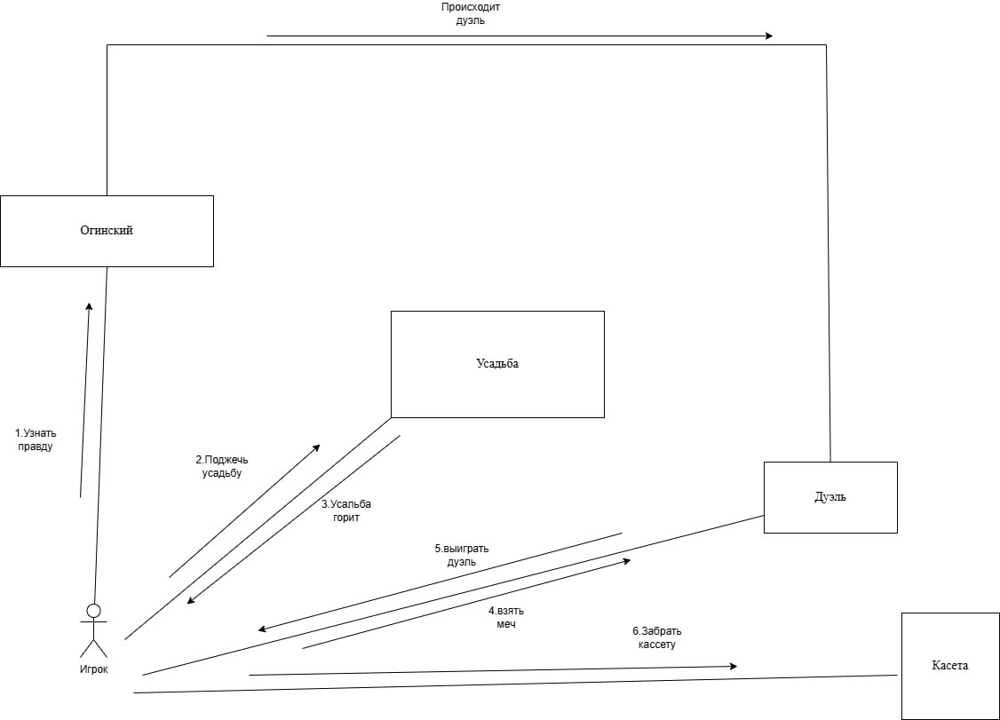 Происходит
дуэль
Огинский
Усадьба
1.Узнать
правду
2.Поджечь
усадьбу
3.Усальба
горит
Дуэль
5.выиграть
дуэль
4.взять
меч
6.Забрать
кассету
Касета
Игрок